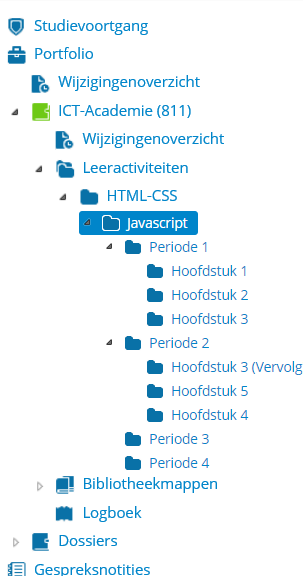 Studievoortgang
Portfolio
Wijzigingenoverzicht
ICT-Academie (811)
Wijzigingenoverzicht
Leeractiviteiten
HTML-CSS
Javascript
Periode 1
Hoofdstuk 1
Hoofdstuk 2
Hoofdstuk 3
Periode 2
Hoofdstuk 3 (Vervolg
Hoofdstuk 5
Hoofdstuk 4
Periode 3
Periode 4
Bibliotheekmappen
Logboek
Dossiers
Gespreksnotities